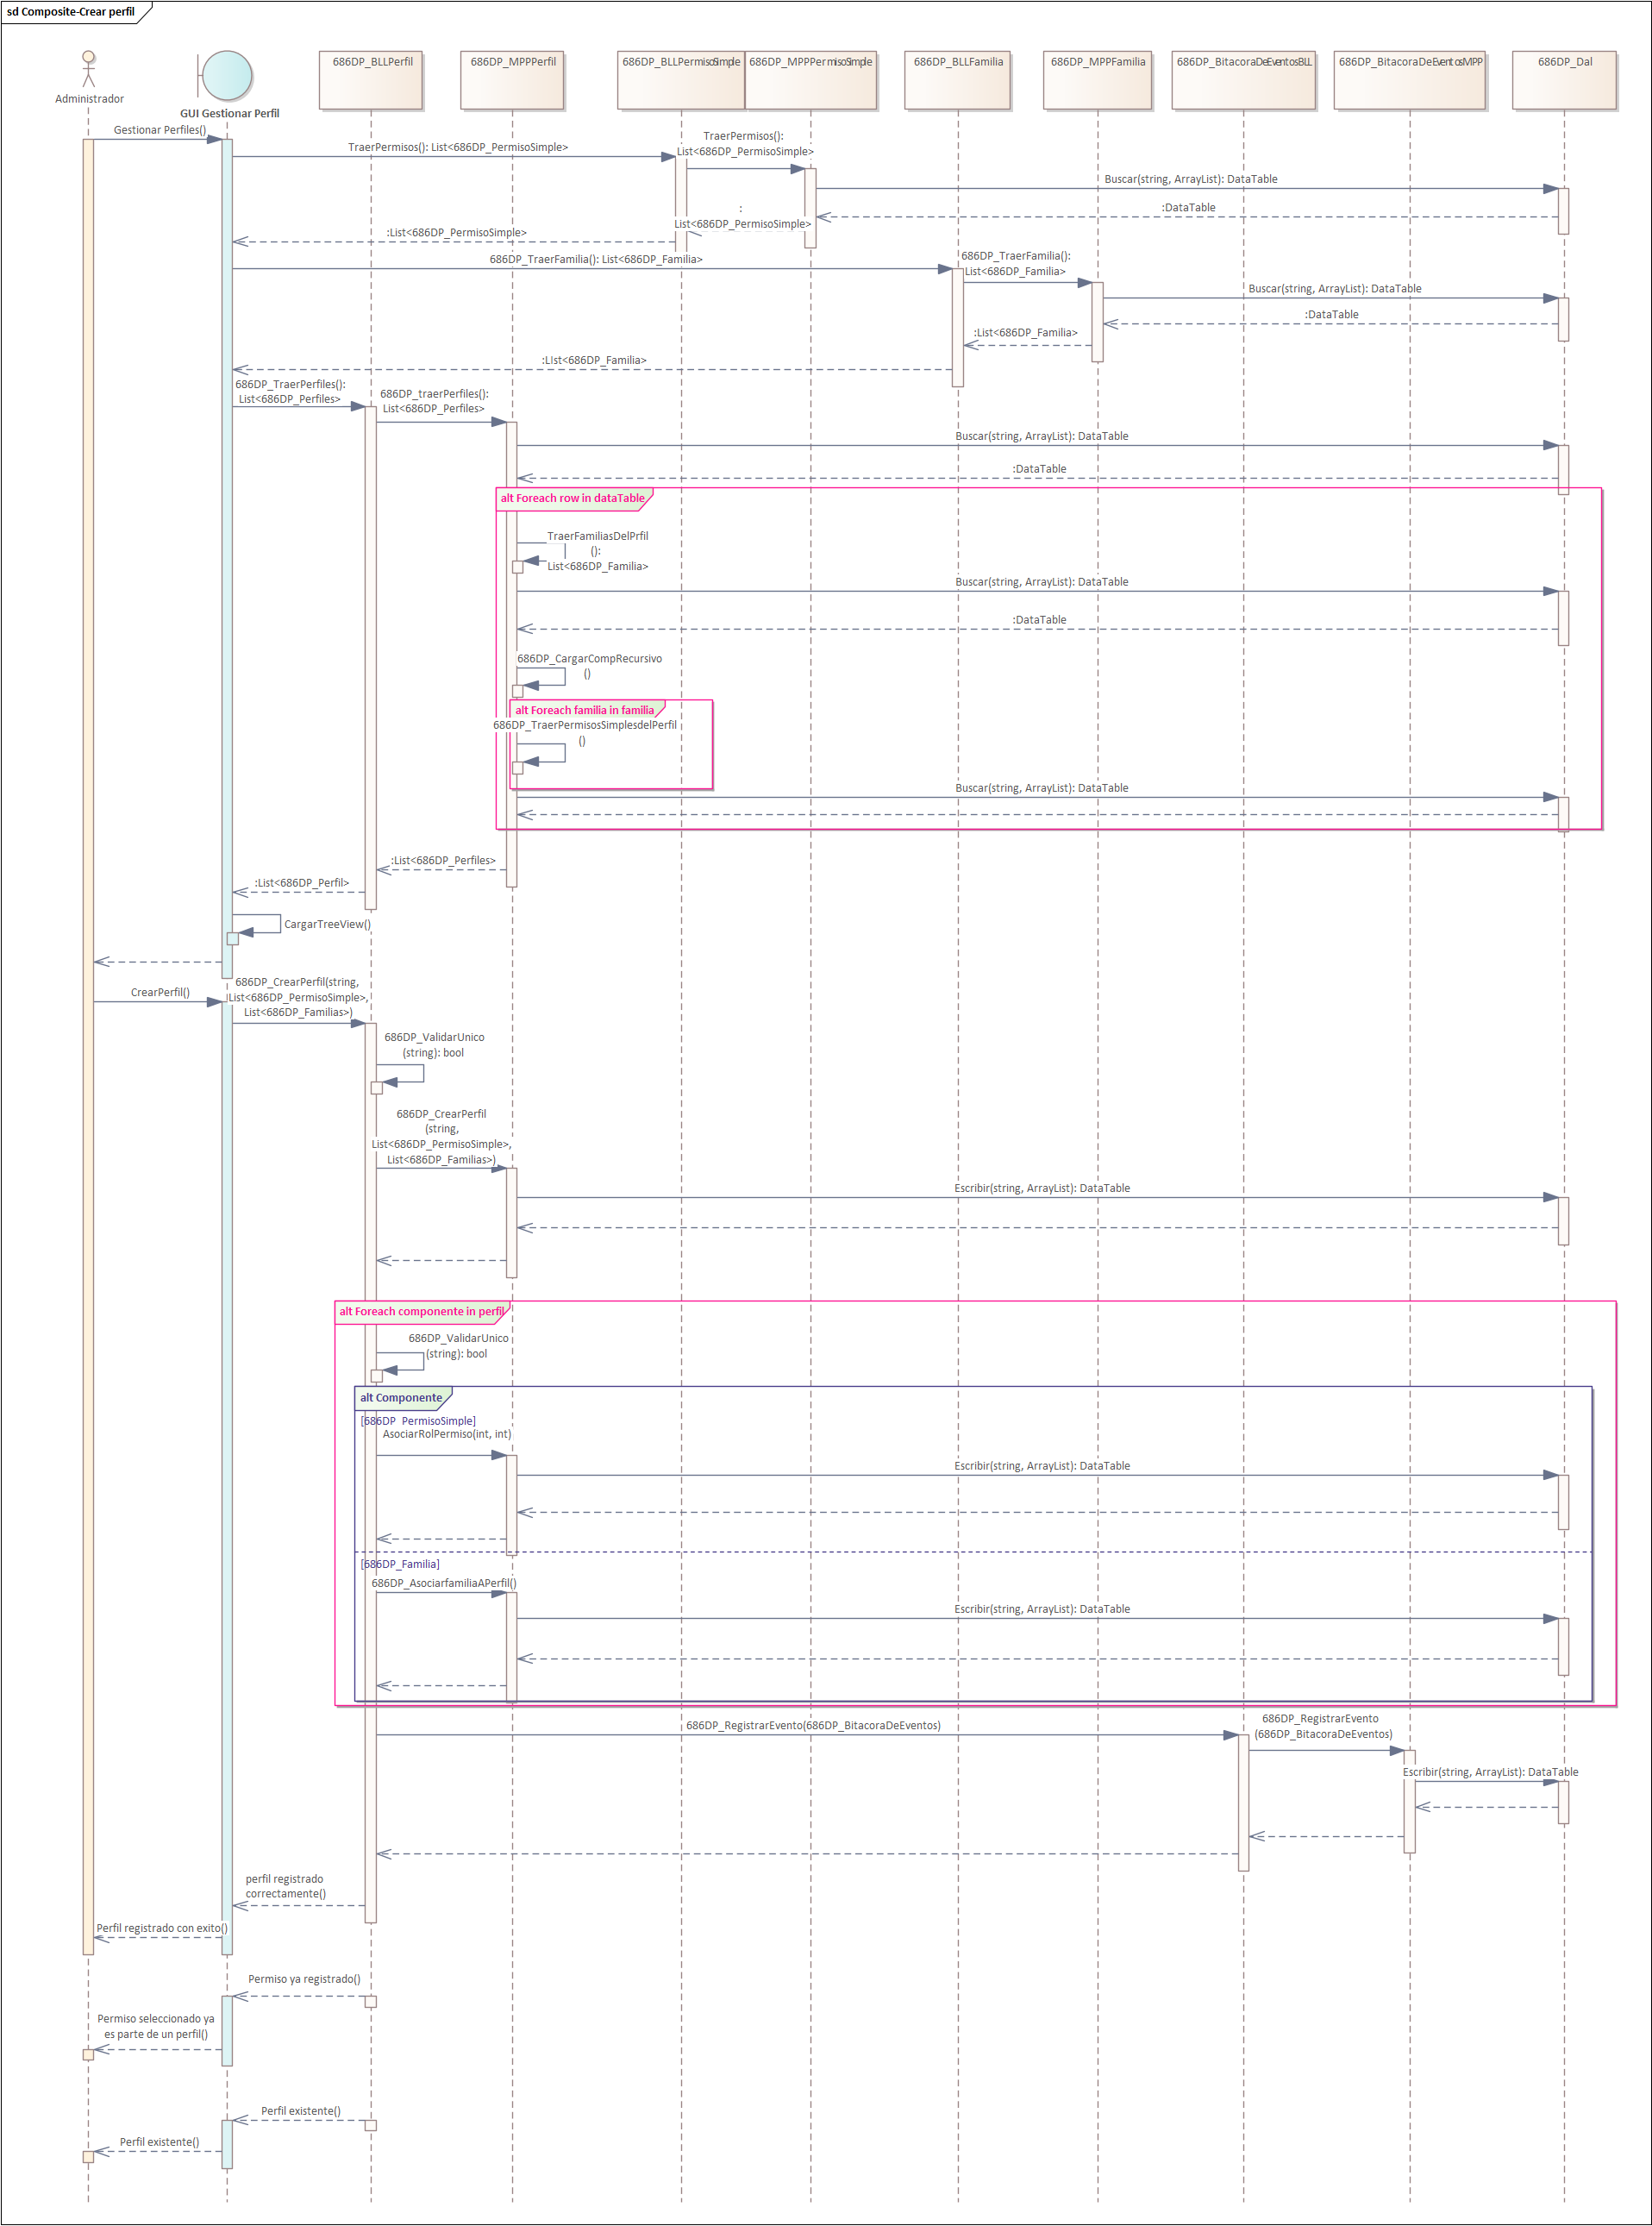 sd Composite-Crear perfil
Administrador
GUI Gestionar Perfil
686DP_BLLPerfil
686DP_MPPPerfil
686DP_BLLPermisoSimple
686DP_MPPPermisoSimple
686DP_BLLFamilia
686DP_MPPFamilia
686DP_BitacoraDeEventosBLL
686DP_BitacoraDeEventosMPP
686DP_Dal
Gestionar Perfiles()
TraerPermisos(): List<686DP_PermisoSimple>
TraerPermisos():
List<686DP_PermisoSimple>
Buscar(string, ArrayList): DataTable
:DataTable
:
List<686DP_PermisoSimple>
:List<686DP_PermisoSimple>
686DP_TraerFamilia(): List<686DP_Familia>
686DP_TraerFamilia():
List<686DP_Familia>
Buscar(string, ArrayList): DataTable
:DataTable
:List<686DP_Familia>
:LIst<686DP_Familia>
686DP_TraerPerfiles():
List<686DP_Perfiles>
686DP_traerPerfiles():
List<686DP_Perfiles>
Buscar(string, ArrayList): DataTable
:DataTable
alt Foreach row in dataTable
TraerFamiliasDelPrfil
():
List<686DP_Familia>
Buscar(string, ArrayList): DataTable
:DataTable
686DP_CargarCompRecursivo
()
alt Foreach familia in familia
686DP_TraerPermisosSimplesdelPerfil
()
Buscar(string, ArrayList): DataTable
:List<686DP_Perfiles>
:List<686DP_Perfil>
CargarTreeView()
CrearPerfil()
686DP_CrearPerfil(string,
List<686DP_PermisoSimple>,
List<686DP_Familias>)
686DP_ValidarUnico
(string): bool
686DP_CrearPerfil
(string,
List<686DP_PermisoSimple>,
List<686DP_Familias>)
Escribir(string, ArrayList): DataTable
alt Foreach componente in perfil
686DP_ValidarUnico
(string): bool
alt Componente
[686DP_PermisoSimple]
AsociarRolPermiso(int, int)
Escribir(string, ArrayList): DataTable
[686DP_Familia]
686DP_AsociarfamiliaAPerfil()
Escribir(string, ArrayList): DataTable
686DP_RegistrarEvento(686DP_BitacoraDeEventos)
686DP_RegistrarEvento
(686DP_BitacoraDeEventos)
Escribir(string, ArrayList): DataTable
perfil registrado
correctamente()
Perfil registrado con exito()
Permiso ya registrado()
Permiso seleccionado ya
es parte de un perfil()
Perfil existente()
Perfil existente()